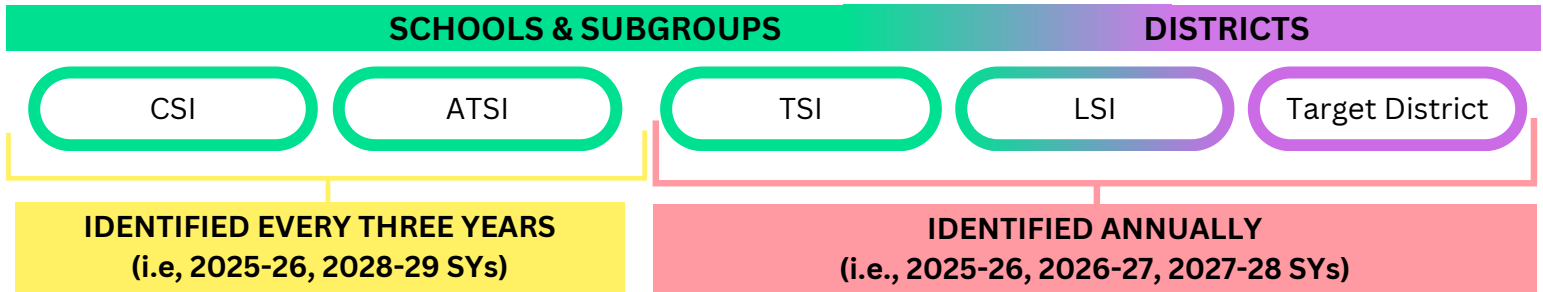 SCHOOLS & SUBGROUPS
DISTRICTS
CSI
ATSI
TSI
LSI
Target District
IDENTIFIED EVERY THREE YEARS
(i.e, 2025-26, 2028-29 SYs)
IDENTIFIED ANNUALLY
(i.e., 2025-26, 2026-27, 2027-28 SYs)